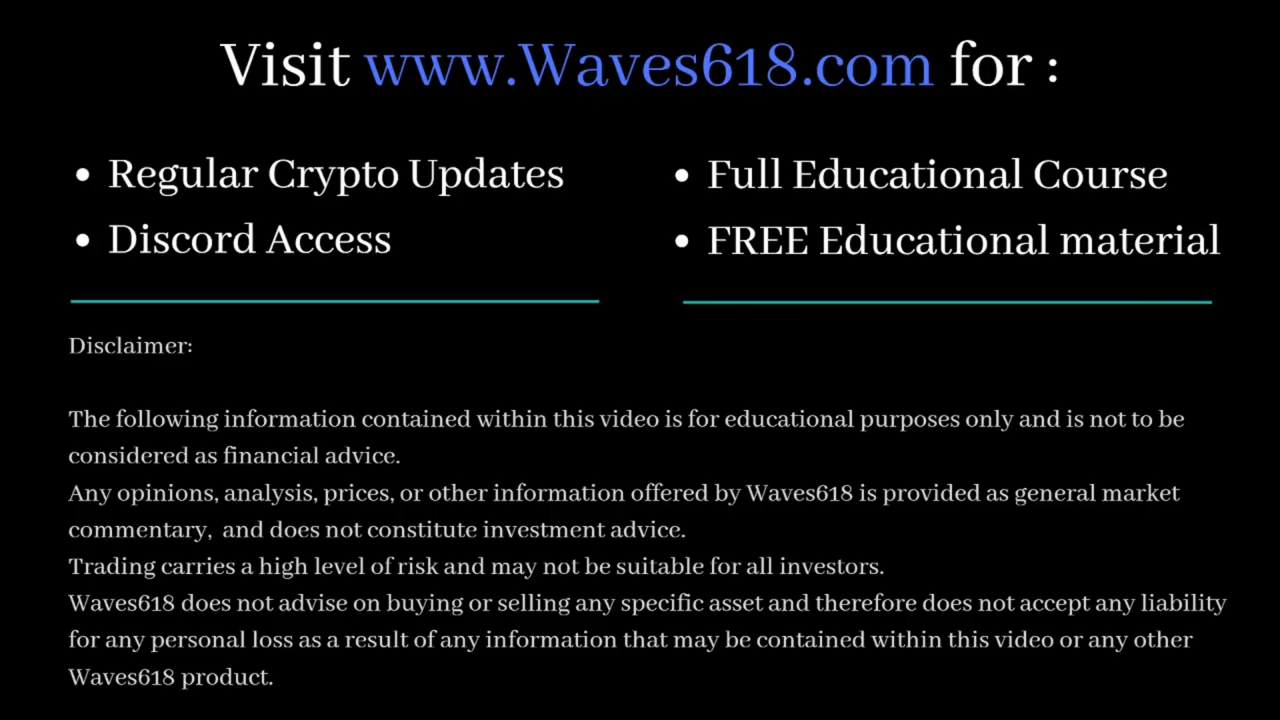 Visit www.Waves618.com for :
• Regular Crypto Updates
• Discord Access
• Full Educational Course
• FREE Educational material
Disclaimer:
The following information contained within this video is for educational purposes only and is not to be
considered as financial advice.
Any opinions, analysis, prices, or other information offered by Waves618 is provided as general market
commentary,  and does not constitute investment advice.
Trading carries a high level of risk and may not be suitable for all investors.
Waves618 does not advise on buying or selling any specific asset and therefore does not accept any liability
for any personal loss as a result of any information that may be contained within this video or any other
Waves618 product.